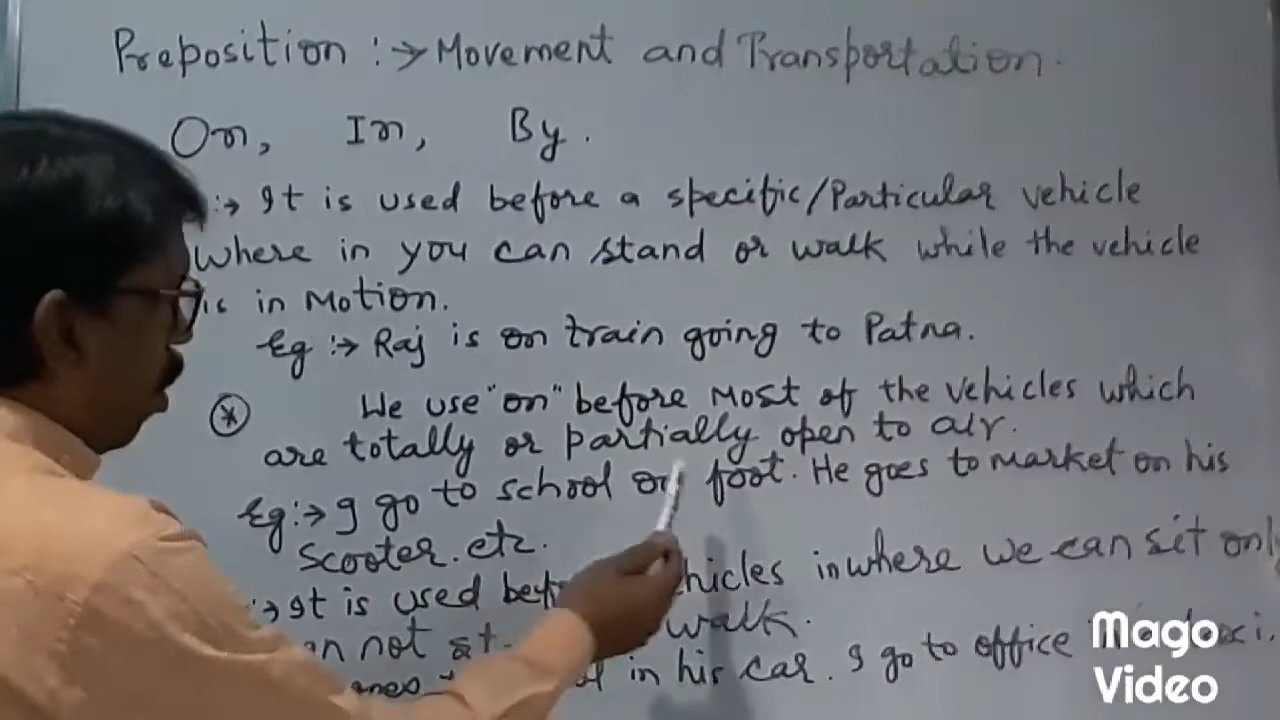 Preposition :→ Movement and Transportation.
On, In, By.
:→ It is used before a specific/Particular vehicle
where in you can stand or walk while the vehicle
is in Motion.
Eg :→ Raj is on train going to Patna.
* We use "on" before most of the vehicles which
are totally or partially open to air.
Eg:→ I go to school on foot. He goes to market on his
Scooter. etc.
:→ It is used vehicles in where we can sit only
not walk.
in his car. I go to office
Mago
Video